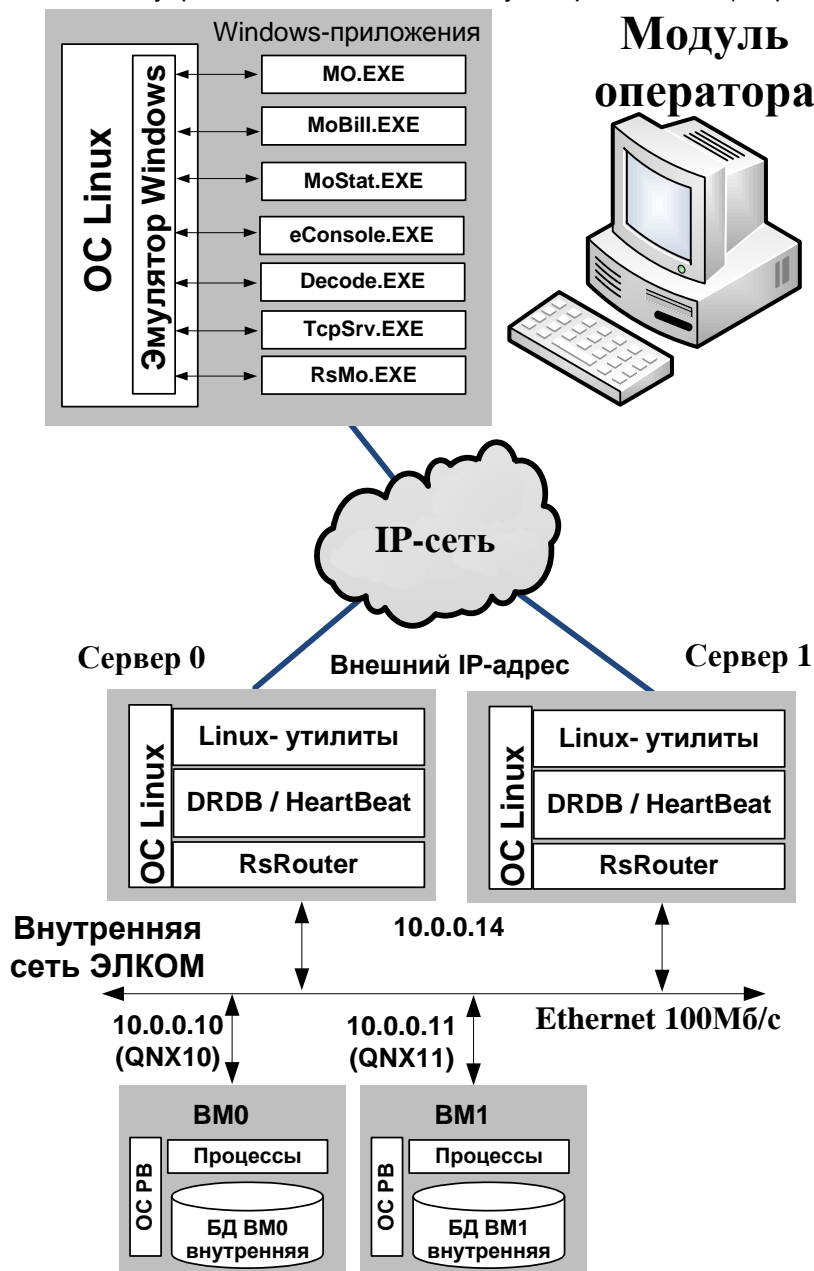 Windows-приложения
Модуль
оператора
ОС Linux
Эмулятор Windows
MO.EXE
MoBill.EXE
MoStat.EXE
eConsole.EXE
Decode.EXE
TcpSrv.EXE
RsMo.EXE
IP-сеть
Сервер 0
Внешний IP-адрес
Сервер 1
ОС Linux
Linux- утилиты
DRDB / HeartBeat
RsRouter
ОС Linux
Linux- утилиты
DRDB / HeartBeat
RsRouter
Внутренняя
сеть ЭЛКОМ
10.0.0.14
Ethernet 100Мб/с
10.0.0.10
(QNX10)
10.0.0.11
(QNX11)
ВМ0
ОС РВ
Процессы
БД ВМ0
внутренняя
ВМ1
ОС РВ
Процессы
БД ВМ1
внутренняя